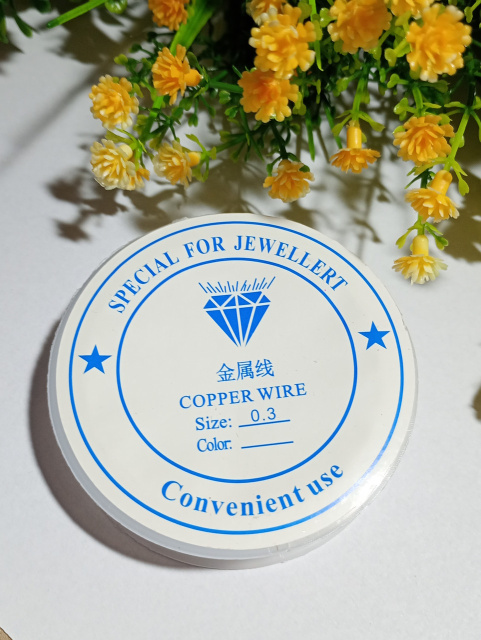 SPECIAL FOR JEWELLERT
金属线
COPPER WIRE
Size: 0.3
Color:
Convenient use